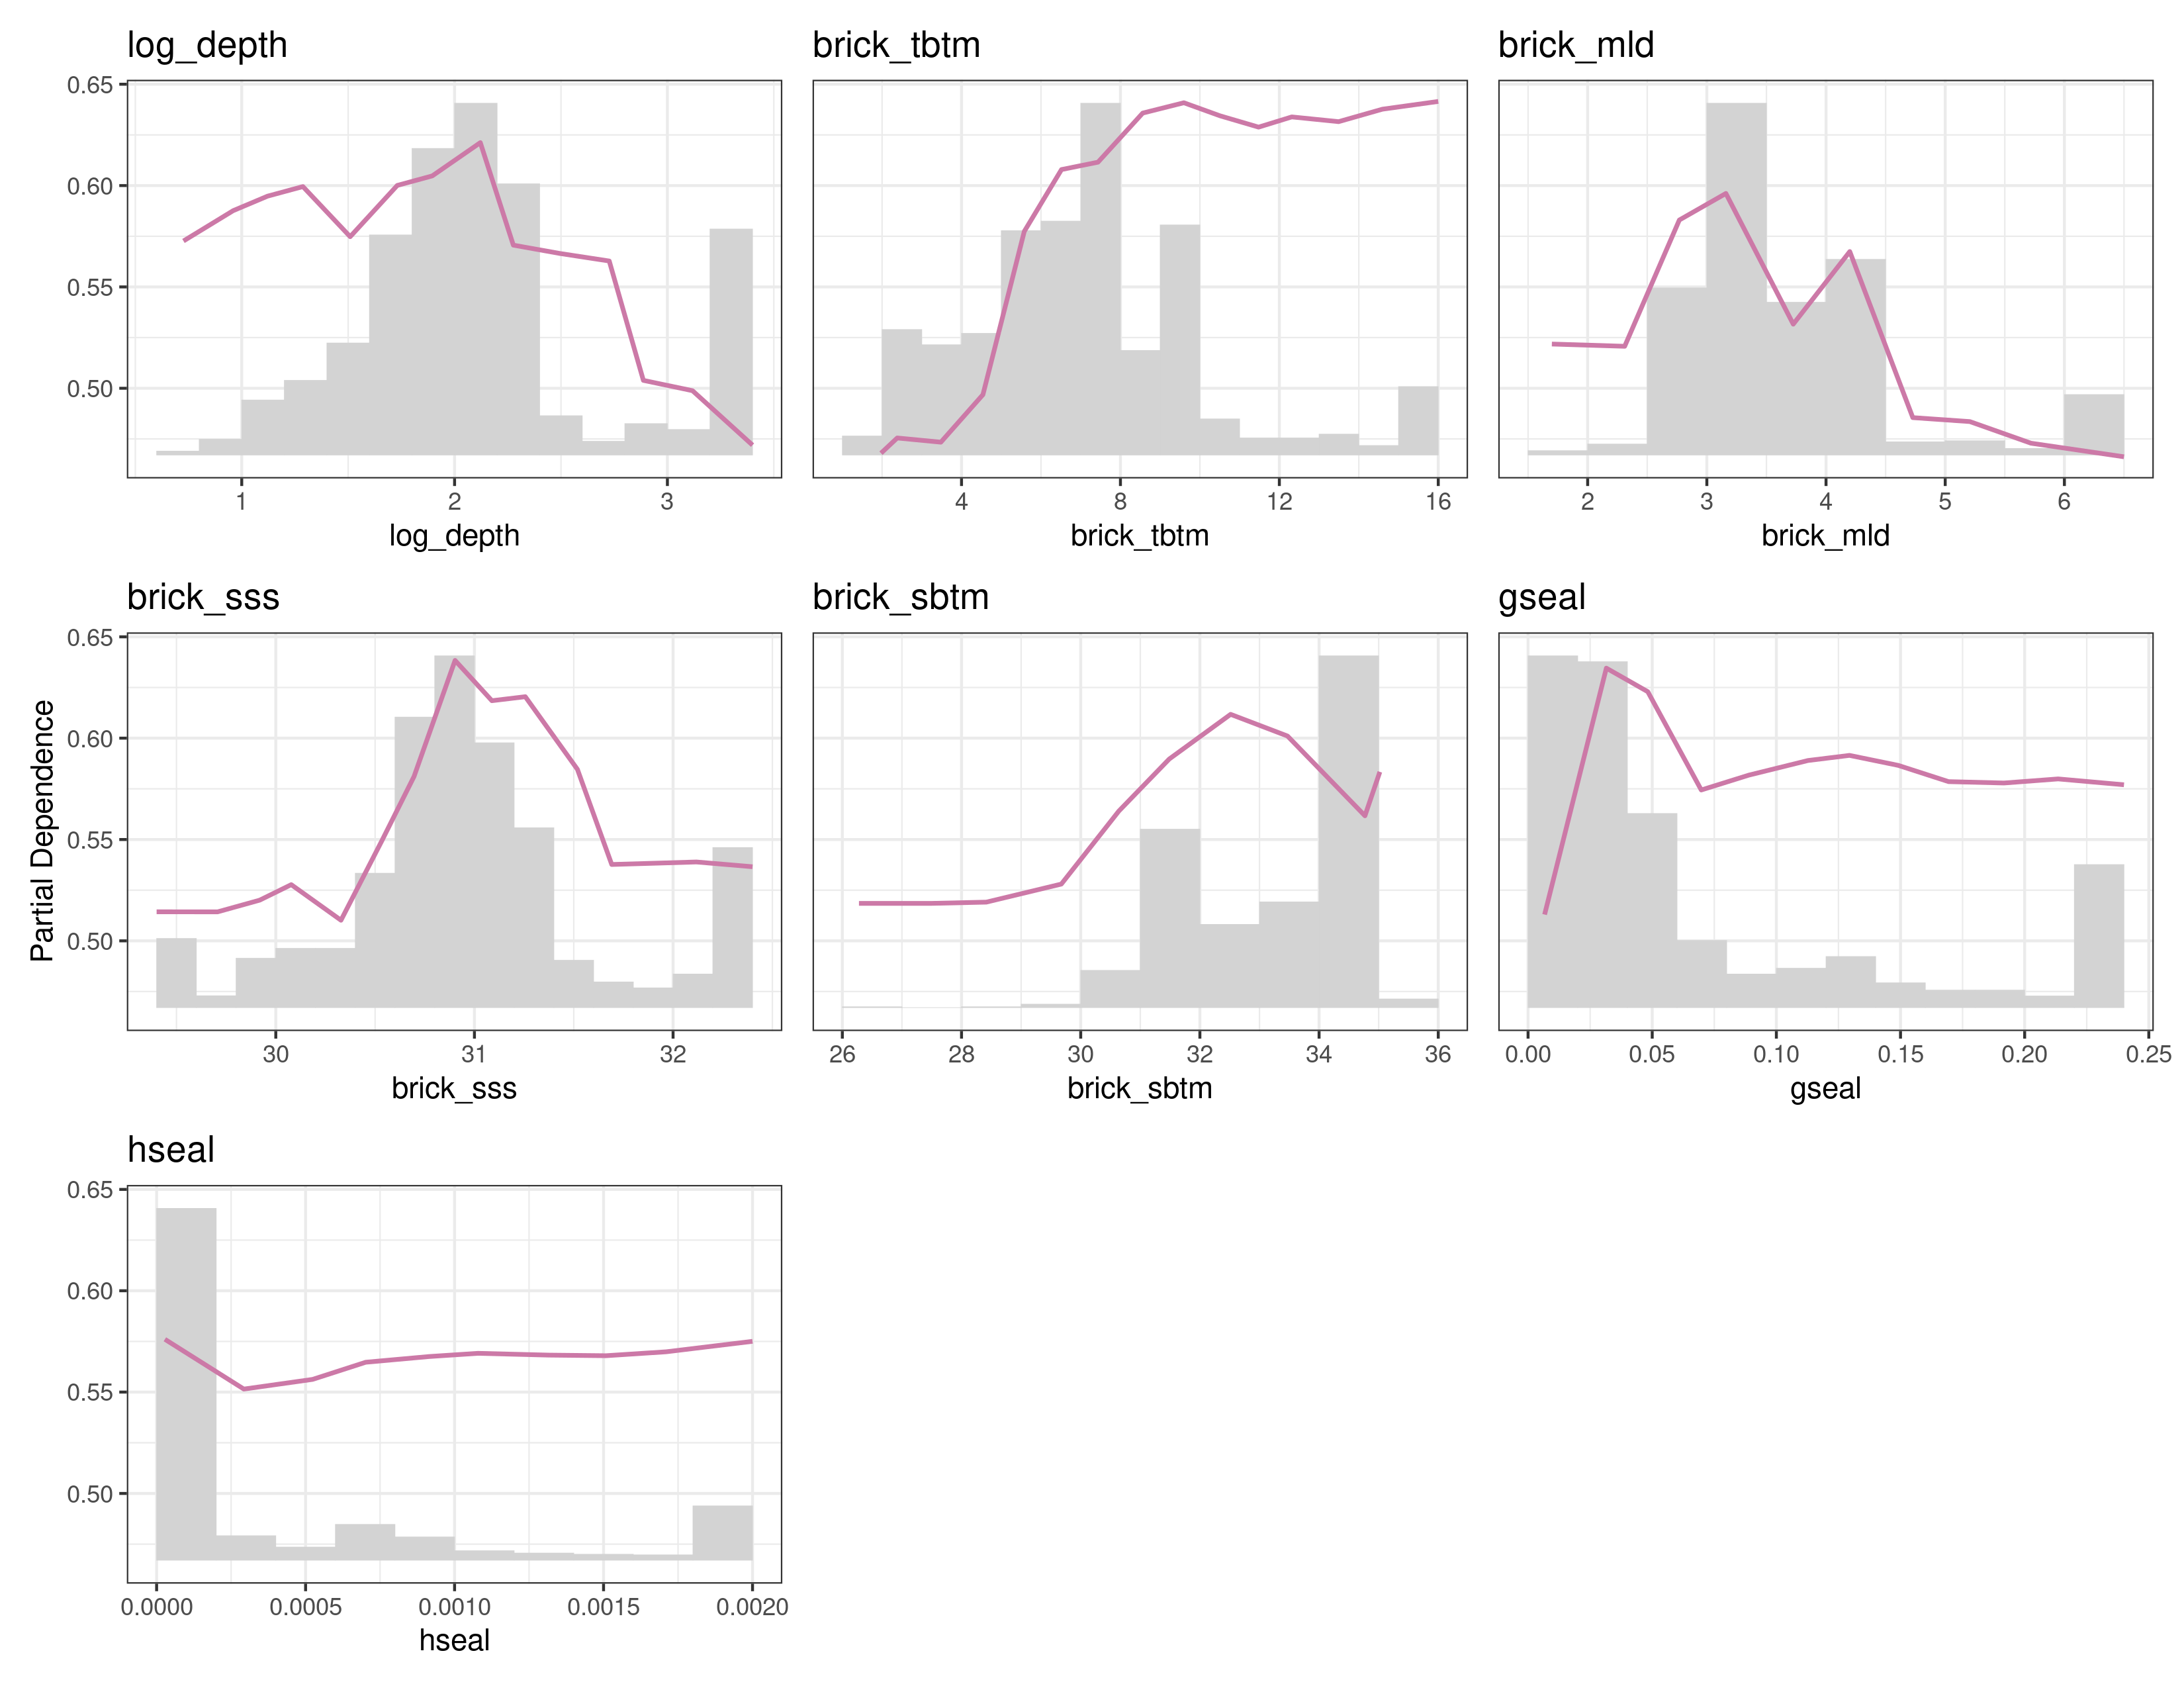 log_depth
brick_tbtm
brick_mld
0.65
0.60
0.55
0.50
1 2 3
4 8 12 16
2 3 4 5 6
log_depth
brick_tbtm
brick_mld
brick_sss
brick_sbtm
gseal
Partial Dependence
0.65
0.60
0.55
0.50
30 31 32
26 28 30 32 34 36
0.00 0.05 0.10 0.15 0.20 0.25
brick_sss
brick_sbtm
gseal
hseal
0.65
0.60
0.55
0.50
0.0000 0.0005 0.0010 0.0015 0.0020
hseal